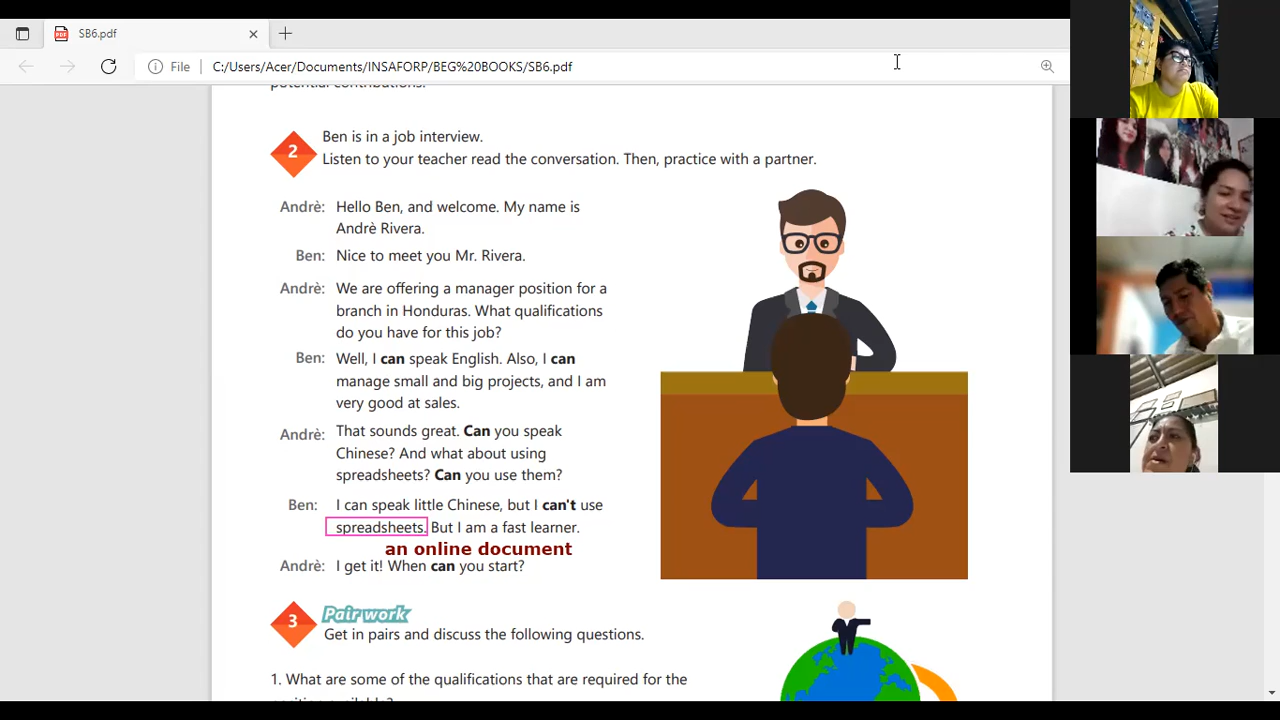 SB6.pdf
File
C:/Users/Acer/Documents/INSAFORP/BEG%20BOOKS/SB6.pdf
potential contributions.
2
Ben is in a job interview.
Listen to your teacher read the conversation. Then, practice with a partner.
Andrè: Hello Ben, and welcome. My name is
Andrè Rivera.
Ben: Nice to meet you Mr. Rivera.
Andrè: We are offering a manager position for a
branch in Honduras. What qualifications
do you have for this job?
Ben: Well, I can speak English. Also, I can
manage small and big projects, and I am
very good at sales.
Andrè: That sounds great. Can you speak
Chinese? And what about using
spreadsheets? Can you use them?
Ben: I can speak little Chinese, but I can't use
spreadsheets. But I am a fast learner.
an online document
Andrè: I get it! When can you start?
3
Pair work
Get in pairs and discuss the following questions.
1. What are some of the qualifications that are required for the